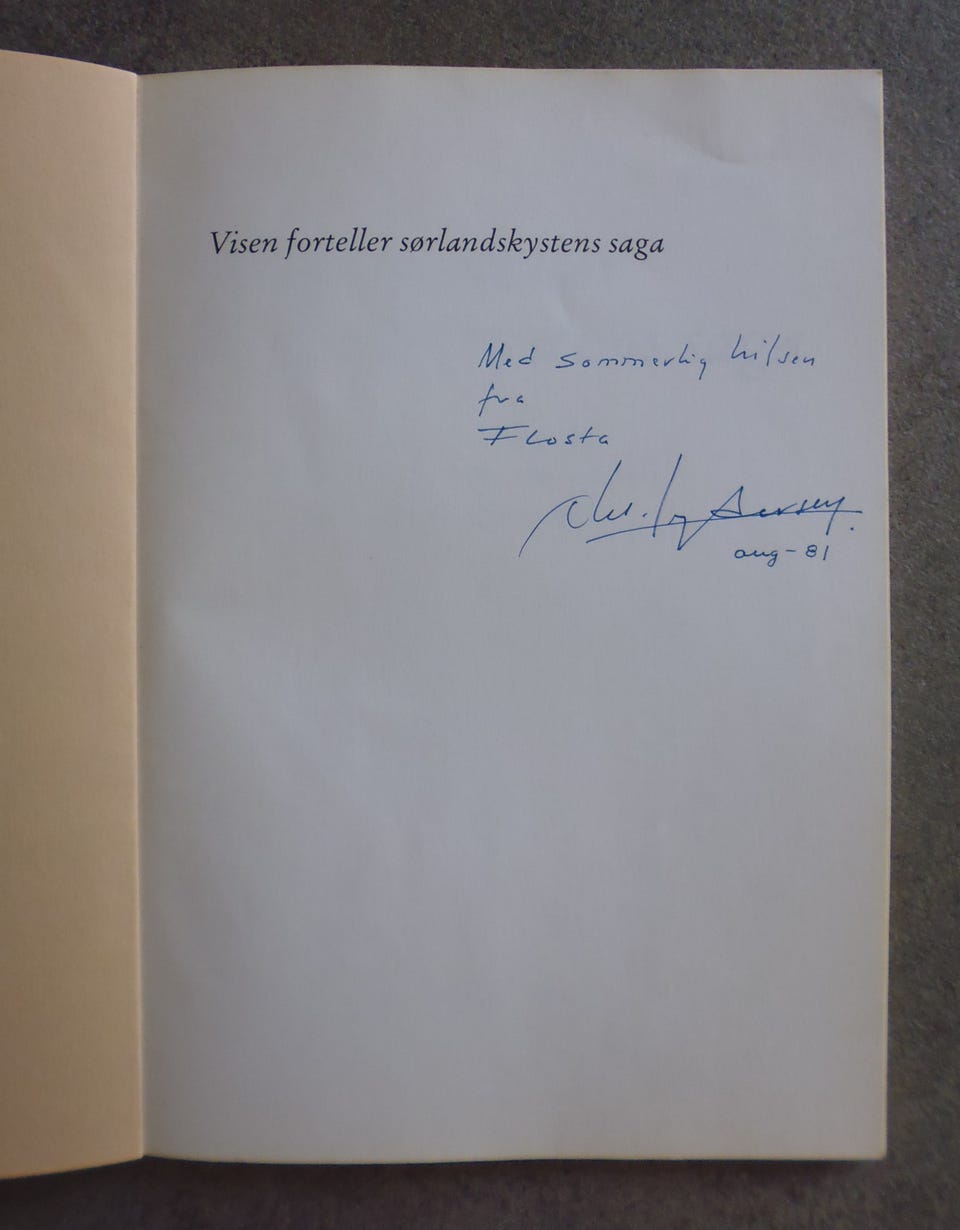 Visen forteller sørlandskystens saga
Med sommerlig hilsen
fra
Flosta
aug-81